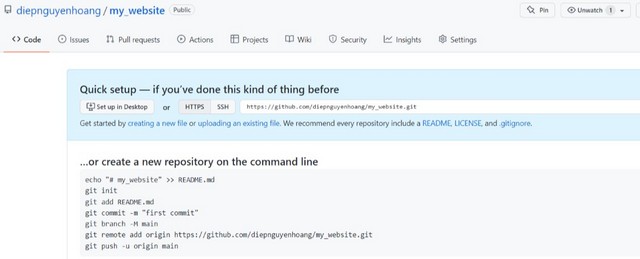 diepnguyenhoang / my_website Public
Pin Unwatch 1
Code Issues Pull requests Actions Projects Wiki Security Insights Settings
Quick setup — if you've done this kind of thing before
Set up in Desktop or HTTPS SSH https://github.com/diepnguyenhoang/my_website.git
Get started by creating a new file or uploading an existing file. We recommend every repository include a README, LICENSE, and .gitignore.
...or create a new repository on the command line
echo "# my_website" >> README.md
git init
git add README.md
git commit -m "first commit"
git branch -M main
git remote add origin https://github.com/diepnguyenhoang/my_website.git
git push -u origin main